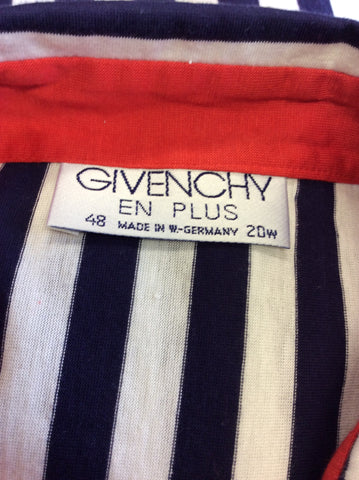 GIVENCHY
EN PLUS
48 MADE IN W.-GERMANY 20W